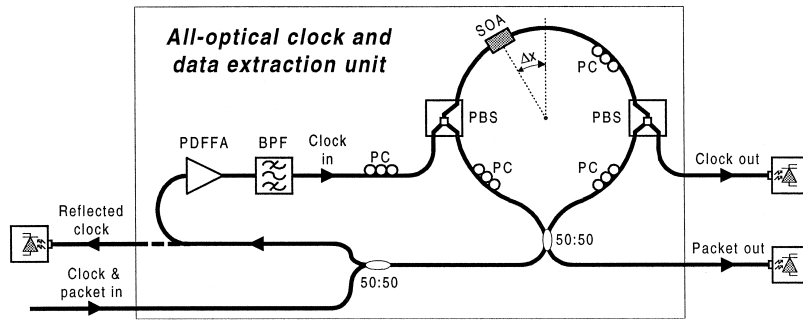 All-optical clock and
data extraction unit
SOA
Δx
PC
PBS
PBS
PDFFA
BPF
Clock
in
PC
PC
PC
Clock out
Reflected
clock
50:50
Packet out
Clock &
packet in
50:50